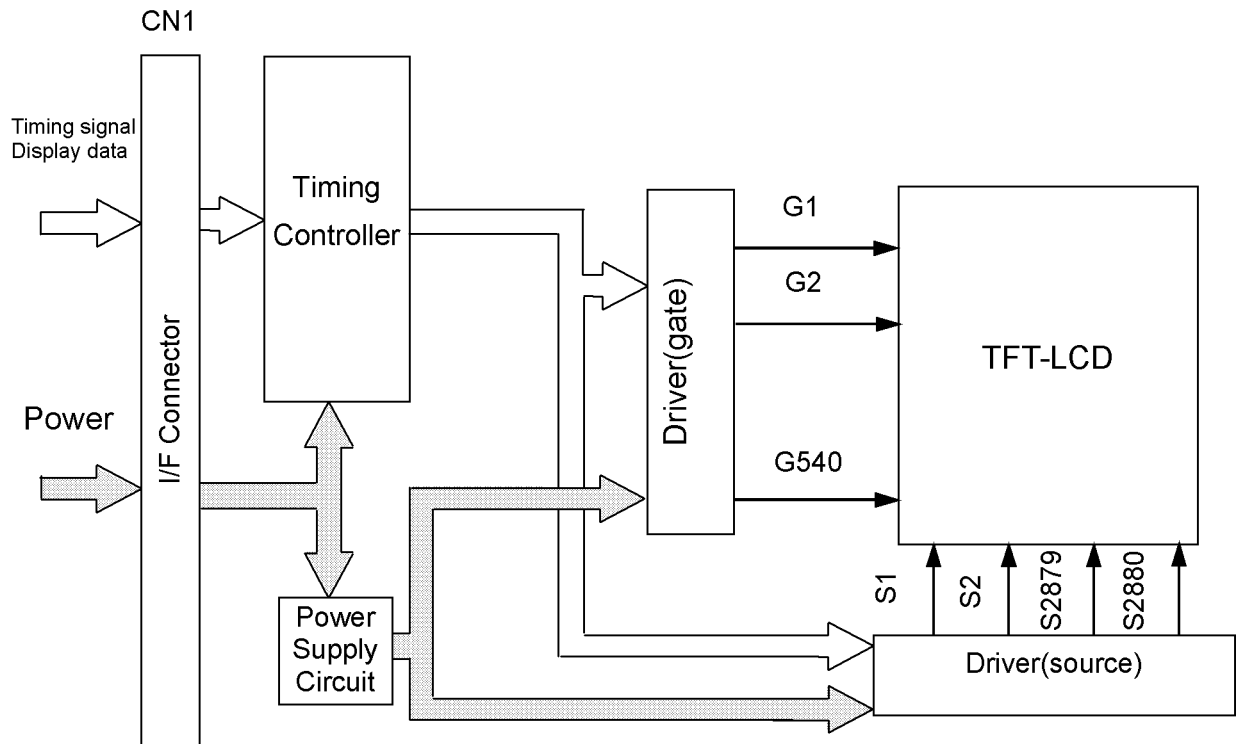 CN1
Timing signal
Display data
Power
I/F Connector
Timing
Controller
Power
Supply
Circuit
Driver(gate)
G1
G2
G540
TFT-LCD
S1
S2
S2879
S2880
Driver(source)